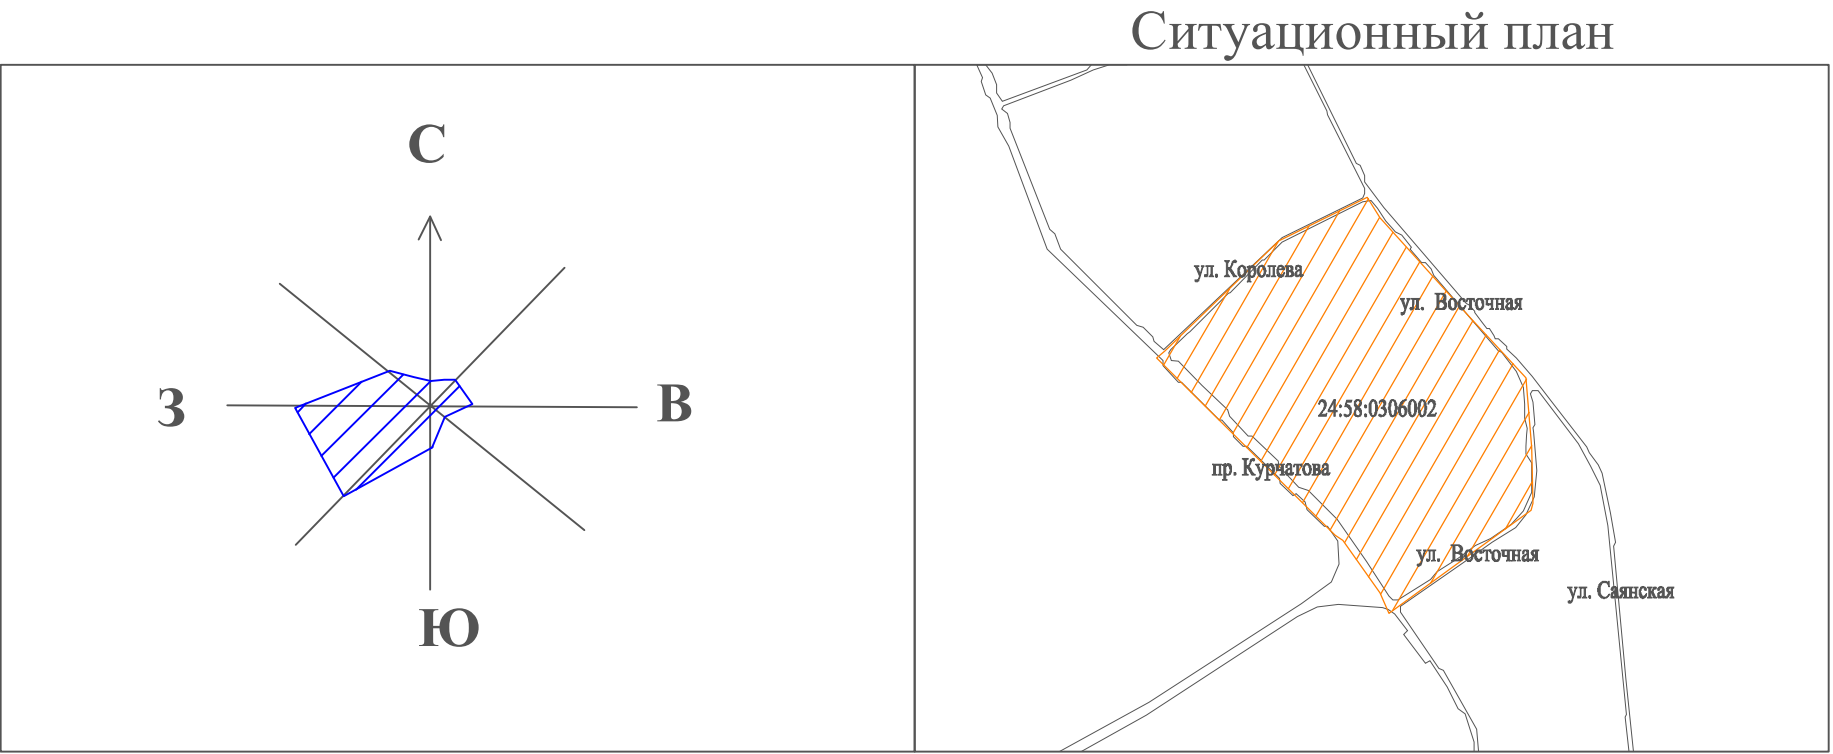 Ситуационный план
С
З
В
Ю
ул. Королева
ул. Восточная
24:58:0306002
пр. Курчатова
ул. Восточная
ул. Саянская